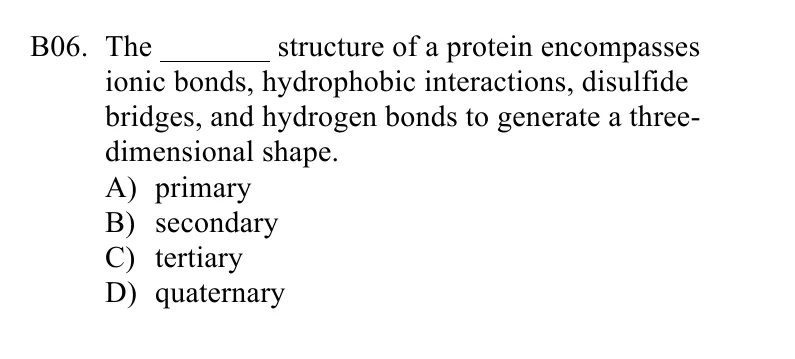 B06. The ________ structure of a protein encompasses
ionic bonds, hydrophobic interactions, disulfide
bridges, and hydrogen bonds to generate a three-
dimensional shape.
A) primary
B) secondary
C) tertiary
D) quaternary